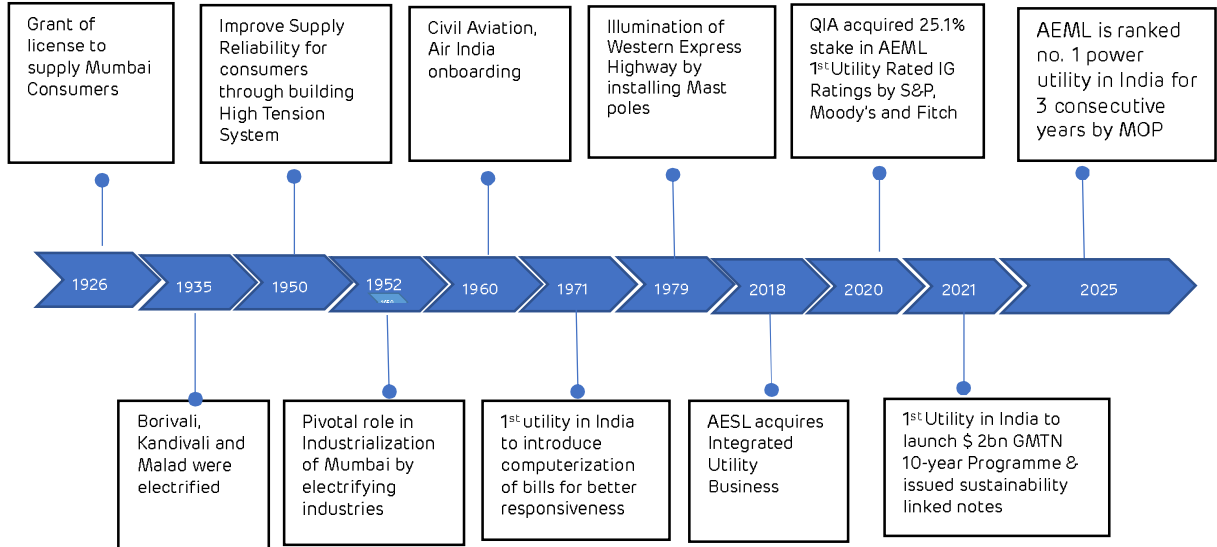 Grant of
license to
supply Mumbai
Consumers
Improve Supply
Reliability for
consumers
through building
High Tension
System
Civil Aviation,
Air India
onboarding
Illumination of
Western Express
Highway by
installing Mast
poles
QIA acquired 25.1%
stake in AEML
1st Utility Rated IG
Ratings by S&P,
Moody's and Fitch
AEML is ranked
no. 1 power
utility in India for
3 consecutive
years by MOP
1926
1935
1950
1952
1960
1971
1979
2018
2020
2021
2025
Borivali,
Kandivali and
Malad were
electrified
Pivotal role in
Industrialization
of Mumbai by
electrifying
industries
1st utility in India
to introduce
computerization
of bills for better
responsiveness
AESL acquires
Integrated
Utility
Business
1st Utility in India to
launch $ 2bn GMTN
10-year Programme &
issued sustainability
linked notes